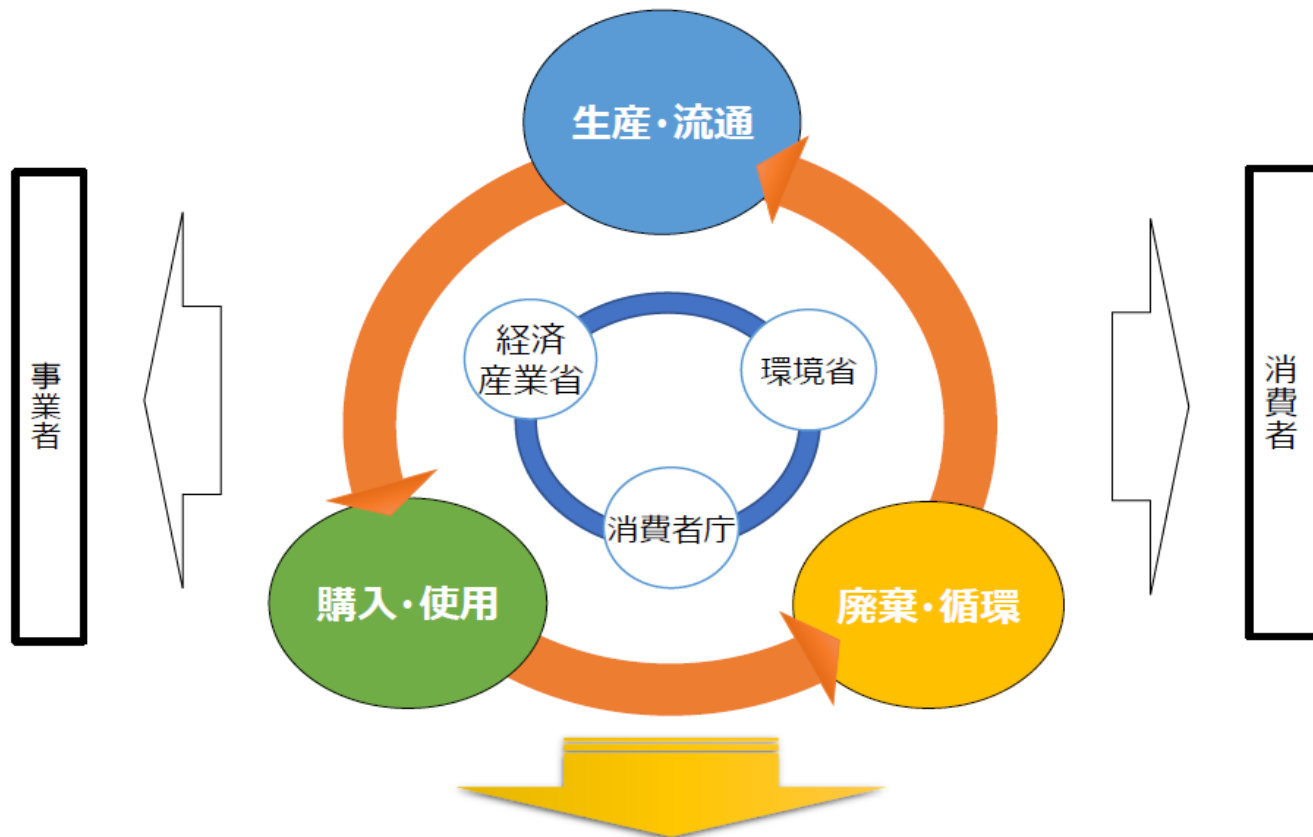 生産・流通
経済
産業省
環境省
事業者
消費者
消費者庁
購入・使用
廃棄・循環